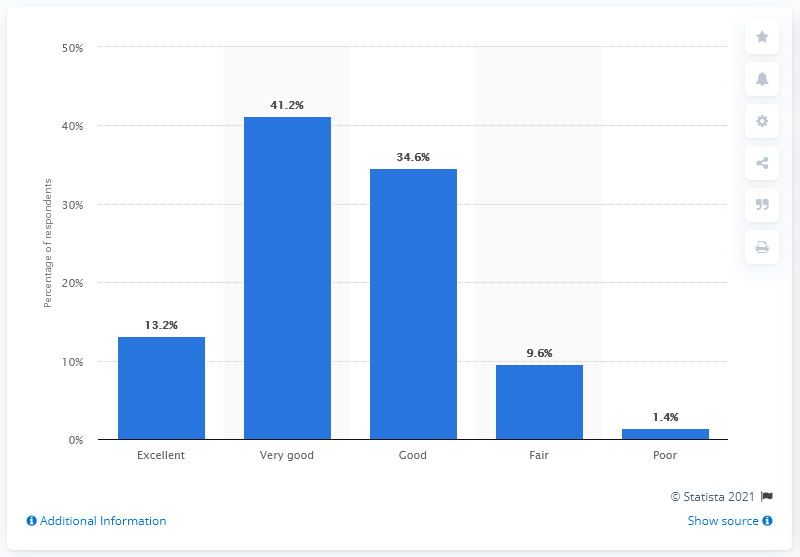 50%
41.2%
40%
34.6%
30%
Percentage of respondents
20%
13.2%
10%
9.6%
1.4%
0%
Excellent Very good Good Fair Poor
© Statista 2021
Additional Information Show source